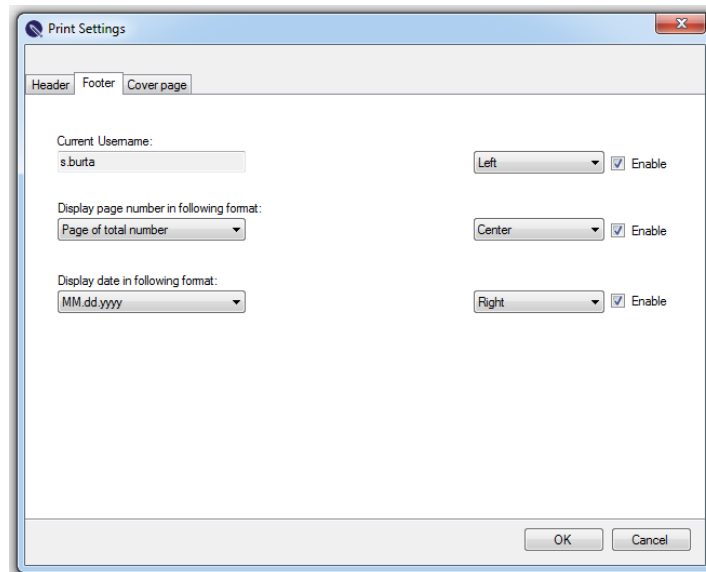 Print Settings
Header Footer Cover page
Current Username:
s.burta Left Enable
Display page number in following format:
Page of total number Center Enable
Display date in following format:
MM.dd.yyyy Right Enable
OK Cancel